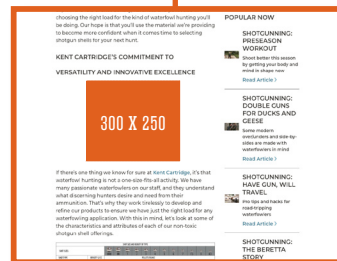 choosing the right load for the kind of waterfowl hunting you'll
be doing. Our hope is that you'll use the material we're providing
to become more confident when it comes time to selecting
shotgun shells for your next hunt.
KENT CARTRIDGE'S COMMITMENT TO
VERSATILITY AND INNOVATIVE EXCELLENCE
300 X 250
If there's one thing we know for sure at Kent Cartridge, it's that
waterfowl hunting is not a one-size-fits-all activity. We have
many passionate waterfowlers on our staff, and they understand
what discerning hunters desire and need from their
ammunition. That's why they work tirelessly to develop and
refine our products to ensure we have just the right load for any
waterfowling application. With this in mind, let's look at some of
the characteristics and attributes of each of our non-toxic
shotgun shell offerings.
POPULAR NOW
SHOTGUNNING:
PRESEASON
WORKOUT
Shoot better this season
by getting your body and
mind in shape now
Read Article >
SHOTGUNNING:
DOUBLE GUNS
FOR DUCKS AND
GEESE
Some modern
over/unders and side-by-
sides are made with
waterfowlers in mind
Read Article >
SHOTGUNNING:
HAVE GUN, WILL
TRAVEL
Pro tips and hacks for
road-tripping
waterfowlers
Read Article >
SHOTGUNNING:
THE BERETTA
STORY